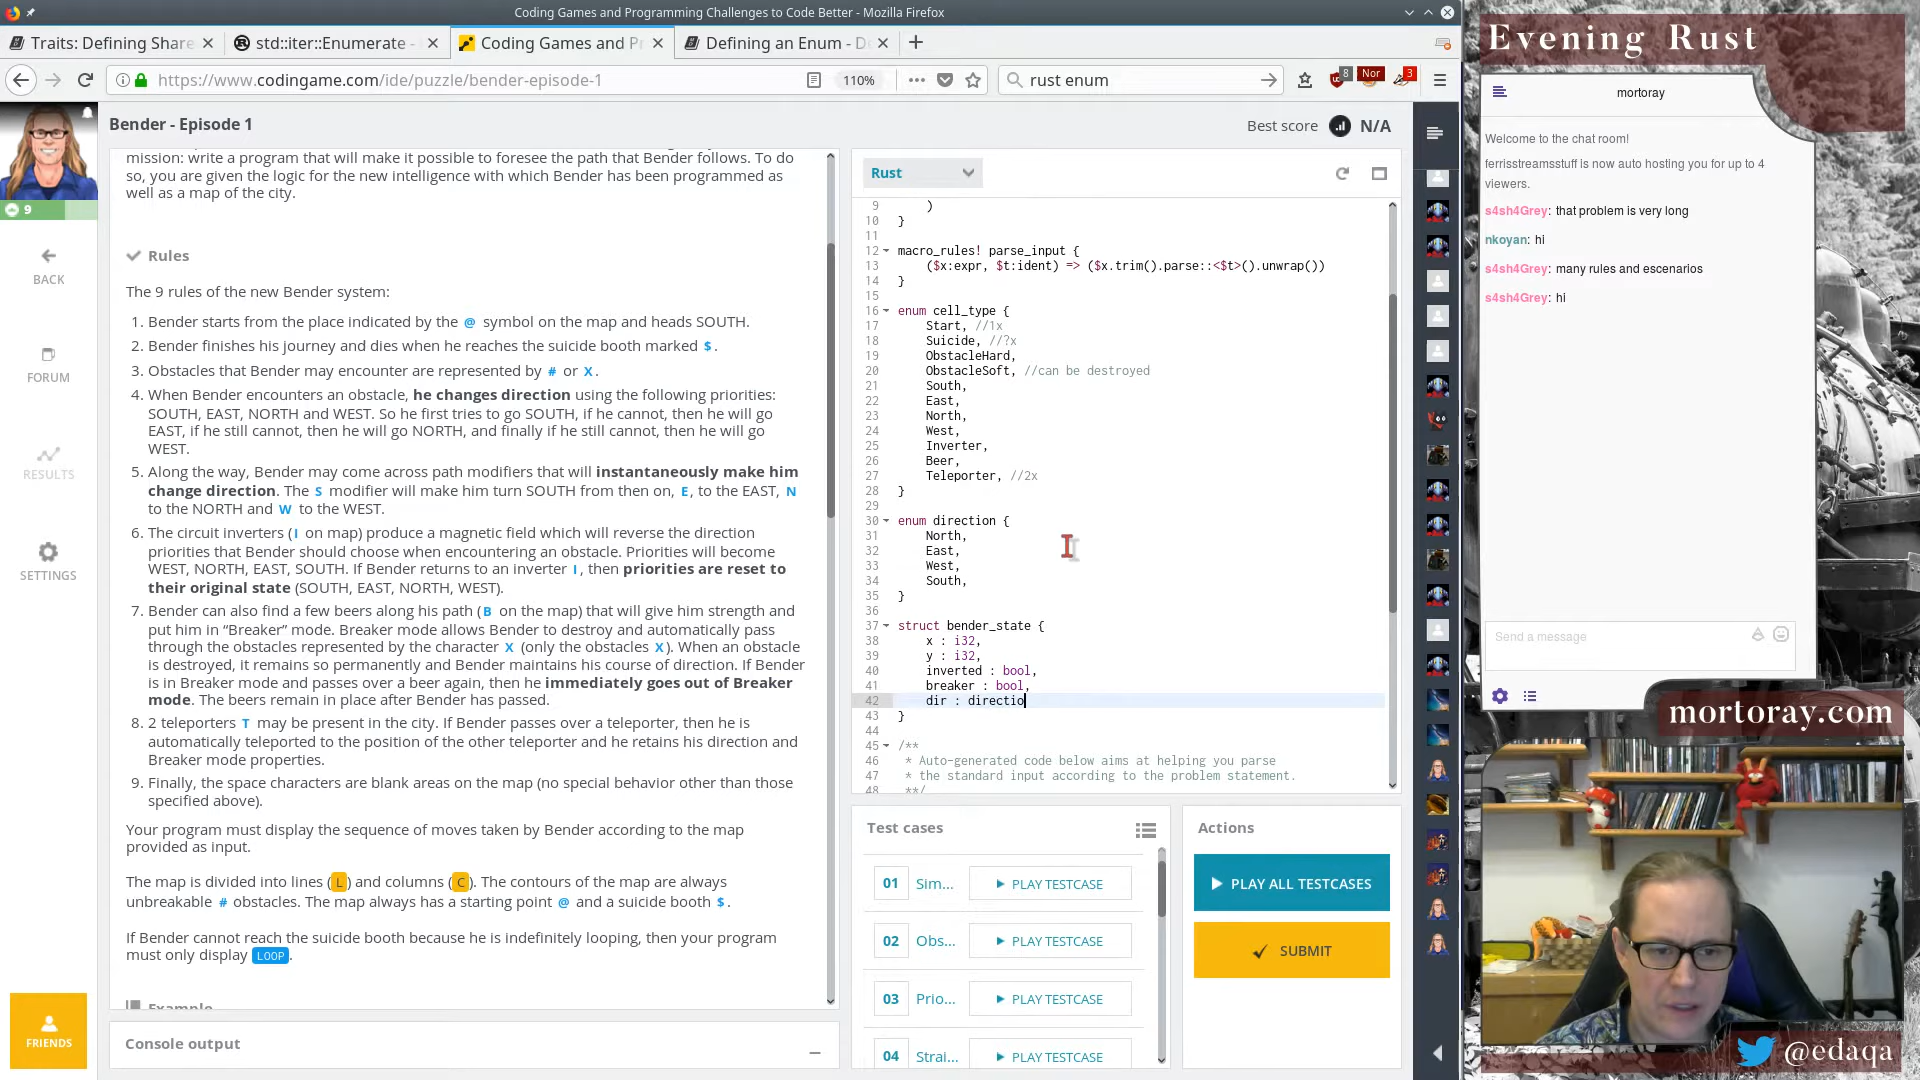 Coding Games and Programming Challenges to Code Better - Mozilla Firefox
Traits: Defining Share
std::iter::Enumerate -
Coding Games and Pr
Defining an Enum - D
https://www.codingame.com/ide/puzzle/bender-episode-1
110%
rust enum
8
Nor
3
Bender - Episode 1
Best score
N/A
9
BACK
FORUM
RESULTS
SETTINGS
FRIENDS
mission: write a program that will make it possible to foresee the path that Bender follows. To do
so, you are given the logic for the new intelligence with which Bender has been programmed as
well as a map of the city.
Rules
The 9 rules of the new Bender system:
1. Bender starts from the place indicated by the @ symbol on the map and heads SOUTH.
2. Bender finishes his journey and dies when he reaches the suicide booth marked $.
3. Obstacles that Bender may encounter are represented by # or X.
4. When Bender encounters an obstacle, he changes direction using the following priorities:
SOUTH, EAST, NORTH and WEST. So he first tries to go SOUTH, if he cannot, then he will go
EAST, if he still cannot, then he will go NORTH, and finally if he still cannot, then he will go
WEST.
5. Along the way, Bender may come across path modifiers that will instantaneously make him
change direction. The S modifier will make him turn SOUTH from then on, E, to the EAST, N
to the NORTH and W to the WEST.
6. The circuit inverters (I on map) produce a magnetic field which will reverse the direction
priorities that Bender should choose when encountering an obstacle. Priorities will become
WEST, NORTH, EAST, SOUTH. If Bender returns to an inverter I, then priorities are reset to
their original state (SOUTH, EAST, NORTH, WEST).
7. Bender can also find a few beers along his path (B on the map) that will give him strength and
put him in “Breaker” mode. Breaker mode allows Bender to destroy and automatically pass
through the obstacles represented by the character X (only the obstacles X). When an obstacle
is destroyed, it remains so permanently and Bender maintains his course of direction. If Bender
is in Breaker mode and passes over a beer again, then he immediately goes out of Breaker
mode. The beers remain in place after Bender has passed.
8. 2 teleporters T may be present in the city. If Bender passes over a teleporter, then he is
automatically teleported to the position of the other teleporter and he retains his direction and
Breaker mode properties.
9. Finally, the space characters are blank areas on the map (no special behavior other than those
specified above).
Your program must display the sequence of moves taken by Bender according to the map
provided as input.
The map is divided into lines (L) and columns (C). The contours of the map are always
unbreakable # obstacles. The map always has a starting point @ and a suicide booth $.
If Bender cannot reach the suicide booth because he is indefinitely looping, then your program
must only display LOOP.
Example
Console output
Rust
9 )
10 }
11
12 macro_rules! parse_input {
13 ($x:expr, $t:ident) => ($x.trim().parse::<$t>().unwrap())
14 }
15
16 enum cell_type {
17 Start, //1x
18 Suicide, //?x
19 ObstacleHard,
20 ObstacleSoft, //can be destroyed
21 South,
22 East,
23 North,
24 West,
25 Inverter,
26 Beer,
27 Teleporter, //2x
28 }
29
30 enum direction {
31 North,
32 East,
33 West,
34 South,
35 }
36
37 struct bender_state {
38 x : i32,
39 y : i32,
40 inverted : bool,
41 breaker : bool,
42 dir : directio
43 }
44
45 /**
46 * Auto-generated code below aims at helping you parse
47 * the standard input according to the problem statement.
48 **/
Test cases
01 Sim... PLAY TESTCASE
02 Obs... PLAY TESTCASE
03 Prio... PLAY TESTCASE
04 Strai... PLAY TESTCASE
Actions
PLAY ALL TESTCASES
SUBMIT
Evening Rust
mortoray
Welcome to the chat room!
ferrisstreamsstuff is now auto hosting you for up to 4
viewers.
s4sh4Grey: that problem is very long
nkoyan: hi
s4sh4Grey: many rules and escenarios
s4sh4Grey: hi
Send a message
mortoray.com
@edaqa